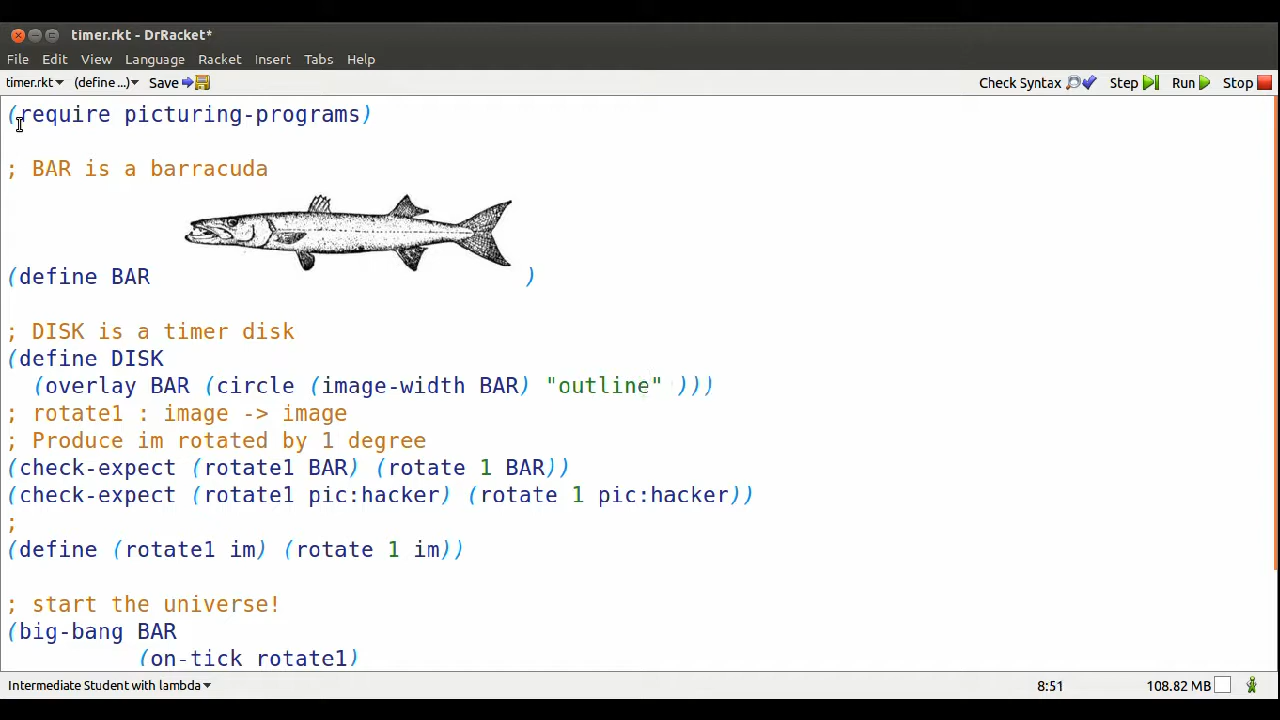 timer.rkt - DrRacket*
File Edit View Language Racket Insert Tabs Help
timer.rkt (define ...) Save Check Syntax Step Run Stop
(require picturing-programs)
; BAR is a barracuda
(define BAR )
; DISK is a timer disk
(define DISK
(overlay BAR (circle (image-width BAR) "outline" )))
; rotate1 : image -> image
; Produce im rotated by 1 degree
(check-expect (rotate1 BAR) (rotate 1 BAR))
(check-expect (rotate1 pic:hacker) (rotate 1 pic:hacker))
;
(define (rotate1 im) (rotate 1 im))
; start the universe!
(big-bang BAR
(on-tick rotate1)
Intermediate Student with lambda 8:51 108.82 MB